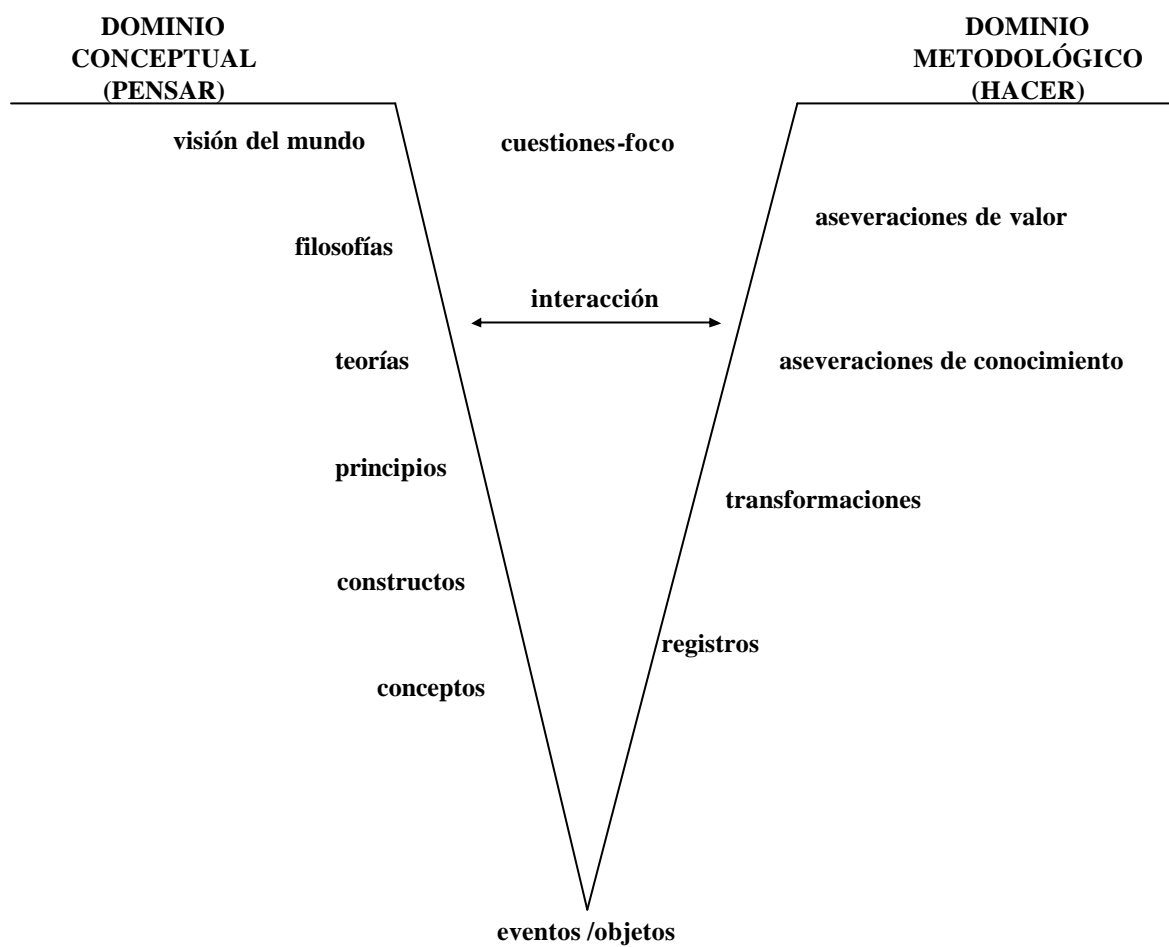 DOMINIO
CONCEPTUAL
(PENSAR)
DOMINIO
METODOLÓGICO
(HACER)
visión del mundo
cuestiones-foco
aseveraciones de valor
filosofías
interacción
teorías
aseveraciones de conocimiento
principios
transformaciones
constructos
registros
conceptos
eventos /objetos